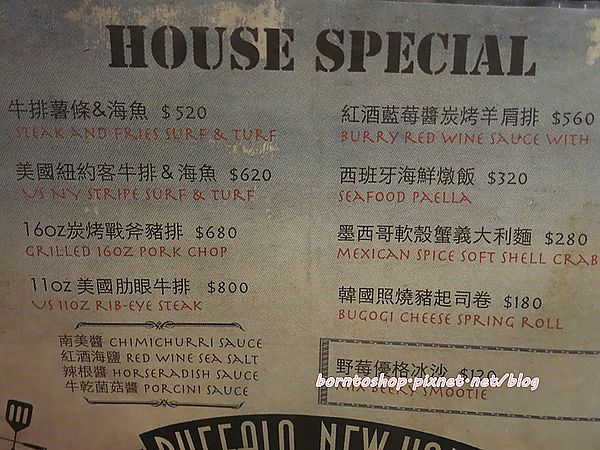 HOUSE SPECIAL
牛排薯條&海魚 $520
STEAK AND FRIES SURF & TURF
美國紐約客牛排&海魚 $620
US NY STRIPE SURF & TURF
16oz炭烤戰斧豬排 $680
GRILLED 16OZ PORK CHOP
11oz 美國肋眼牛排 $800
US 11OZ RIB-EYE STEAK
南美醬 CHIMICHURRI SAUCE
紅酒海鹽 RED WINE SEA SALT
辣根醬 HORSERADISH SAUCE
牛乾菌菇醬 PORCINI SAUCE
紅酒藍莓醬炭烤羊肩排 $560
BURRY RED WINE SAUCE WITH
西班牙海鮮燉飯 $320
SEAFOOD PAELLA
墨西哥軟殼蟹義大利麵 $280
MEXICAN SPICE SOFT SHELL CRAB
韓國照燒豬起司卷 $180
BUGOGI CHEESE SPRING ROLL
野莓優格冰沙 $120
BEERY SMOOTIE
borntoshop.pixnet.net/blog
BUFFALO NEW YO